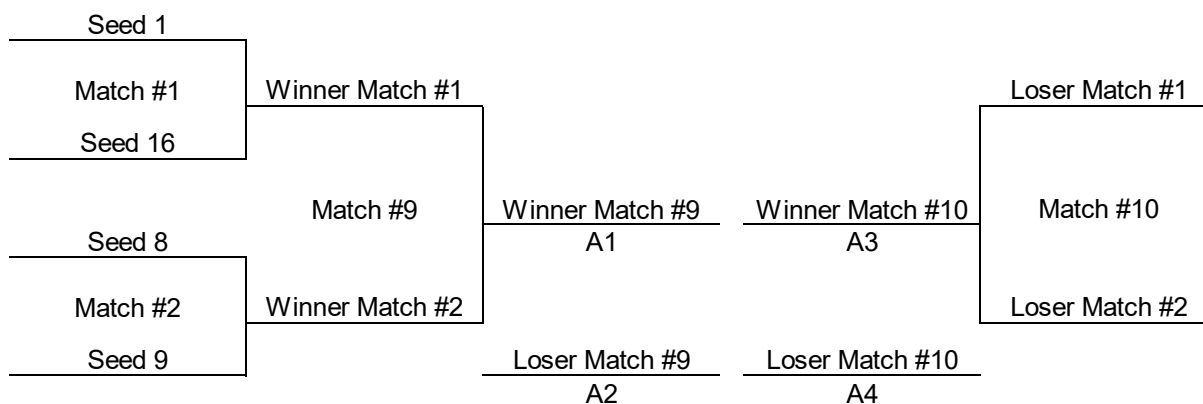 Seed 1
Match #1
Winner Match #1
Loser Match #1
Seed 16
Match #9
Winner Match #9
Winner Match #10
Match #10
Seed 8
A1
A3
Match #2
Winner Match #2
Loser Match #2
Seed 9
Loser Match #9
Loser Match #10
A2
A4